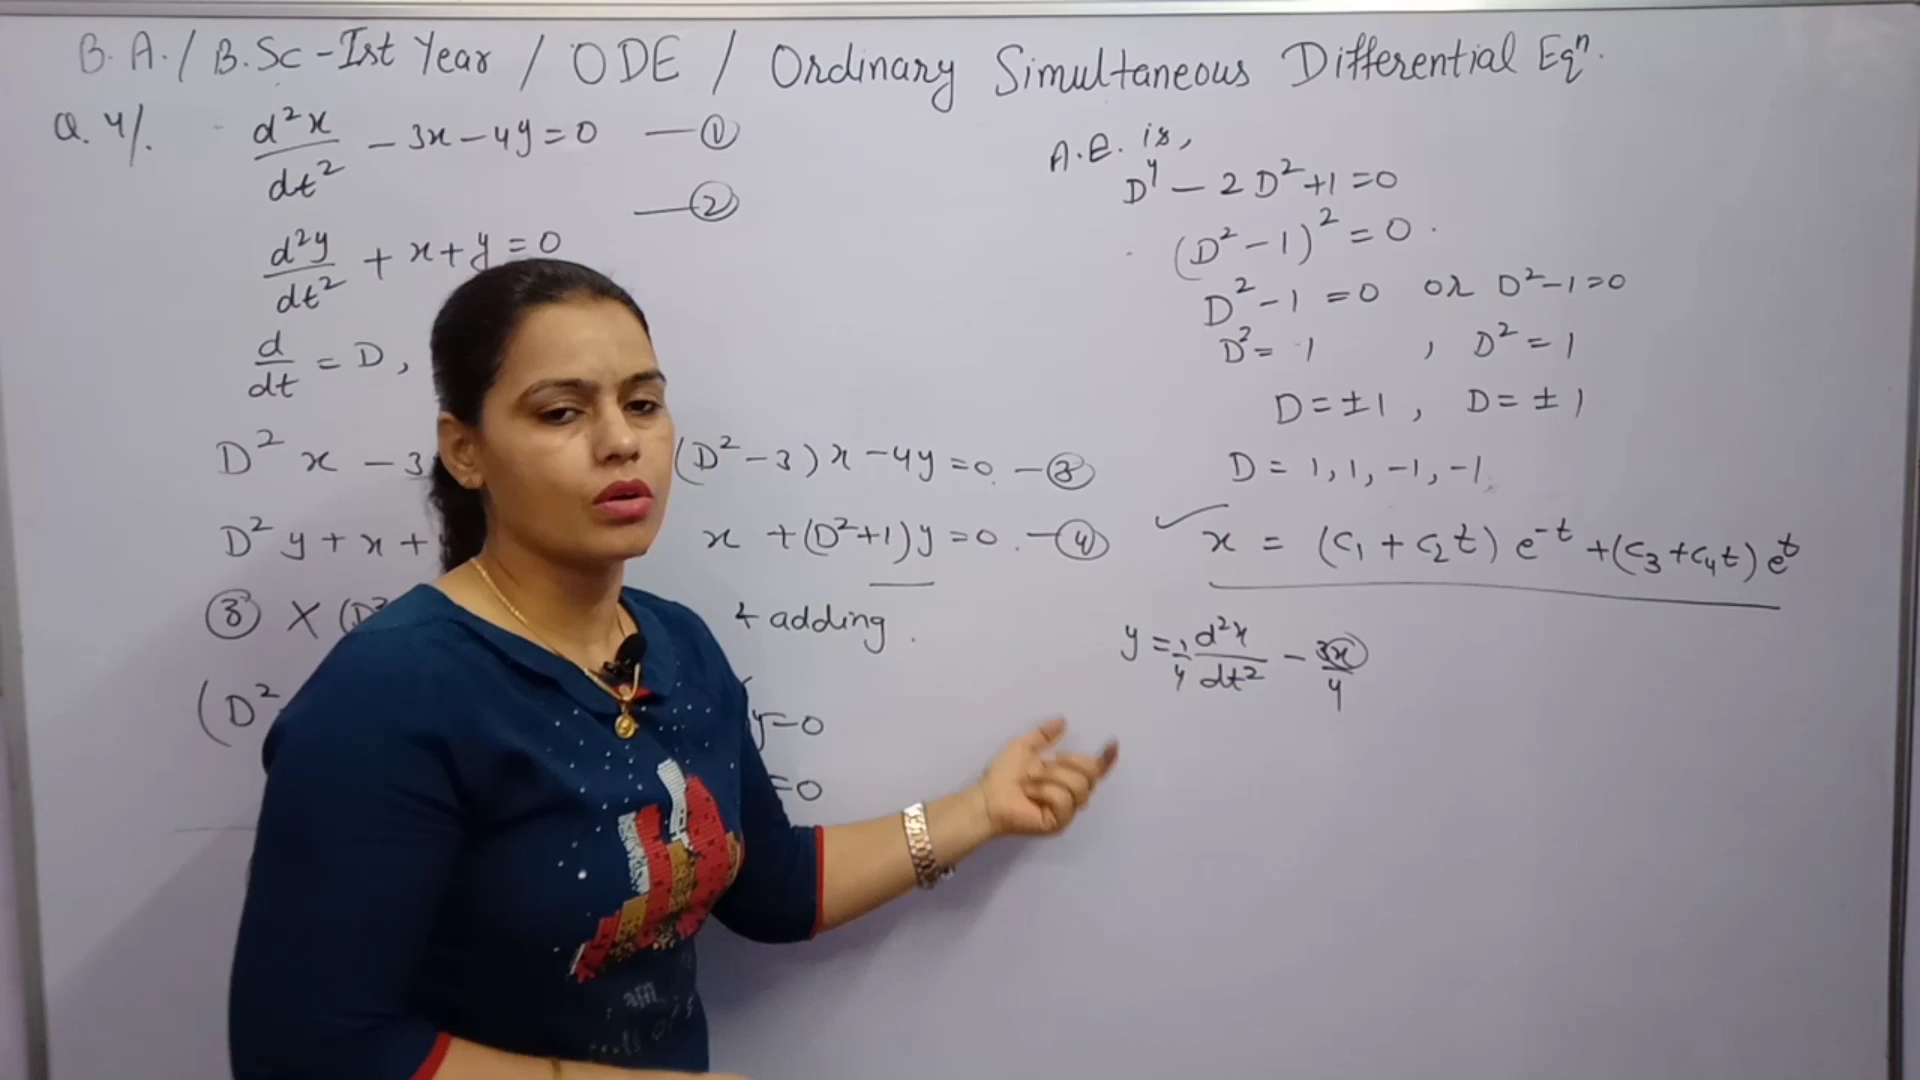 B.A./B.Sc-Ist Year / ODE / Ordinary Simultaneous Differential Eqⁿ.
Q.4/. d²x/dt² - 3x - 4y = 0 —①
—②
d²y/dt² + x + y = 0
d/dt = D,
D² x - 3 (D² - 3) x - 4y = 0 —③
D² y + x + x + (D²+1) y = 0 —④
③ × (D² & adding.
(D² y=0
=0
A.E. is,
D⁴ - 2D² + 1 = 0
(D² - 1)² = 0
D² - 1 = 0 or D² - 1 = 0
D² = 1 , D² = 1
D = ±1 , D = ±1
D = 1, 1, -1, -1
✓ x = (c₁ + c₂t) e⁻ᵗ + (c₃ + c₄t) eᵗ
y = 1/4 d²x/dt² - 3x/4